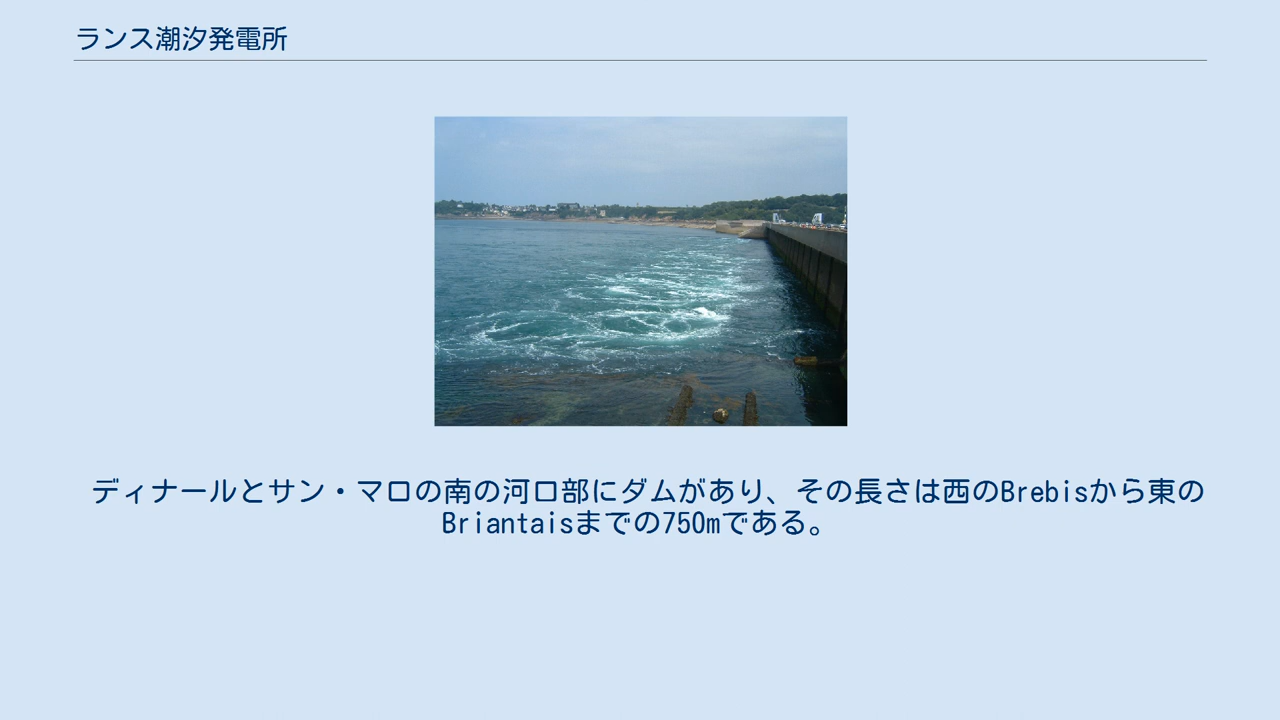 ランス潮汐発電所
ディナールとサン・マロの南の河口部にダムがあり、その長さは西のBrebisから東の
Briantaisまでの750mである。